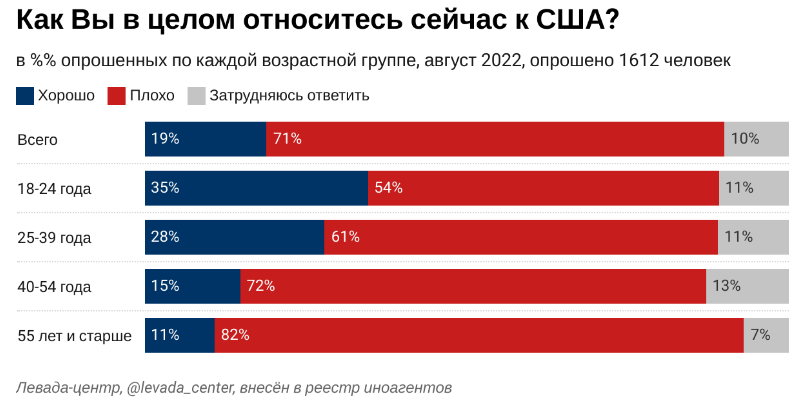 Как Вы в целом относитесь сейчас к США?
в %% опрошенных по каждой возрастной группе, август 2022, опрошено 1612 человек
Хорошо Плохо Затрудняюсь ответить
Всего 19% 71% 10%
18-24 года 35% 54% 11%
25-39 года 28% 61% 11%
40-54 года 15% 72% 13%
55 лет и старше 11% 82% 7%
Левада-центр, @levada_center, внесён в реестр иноагентов